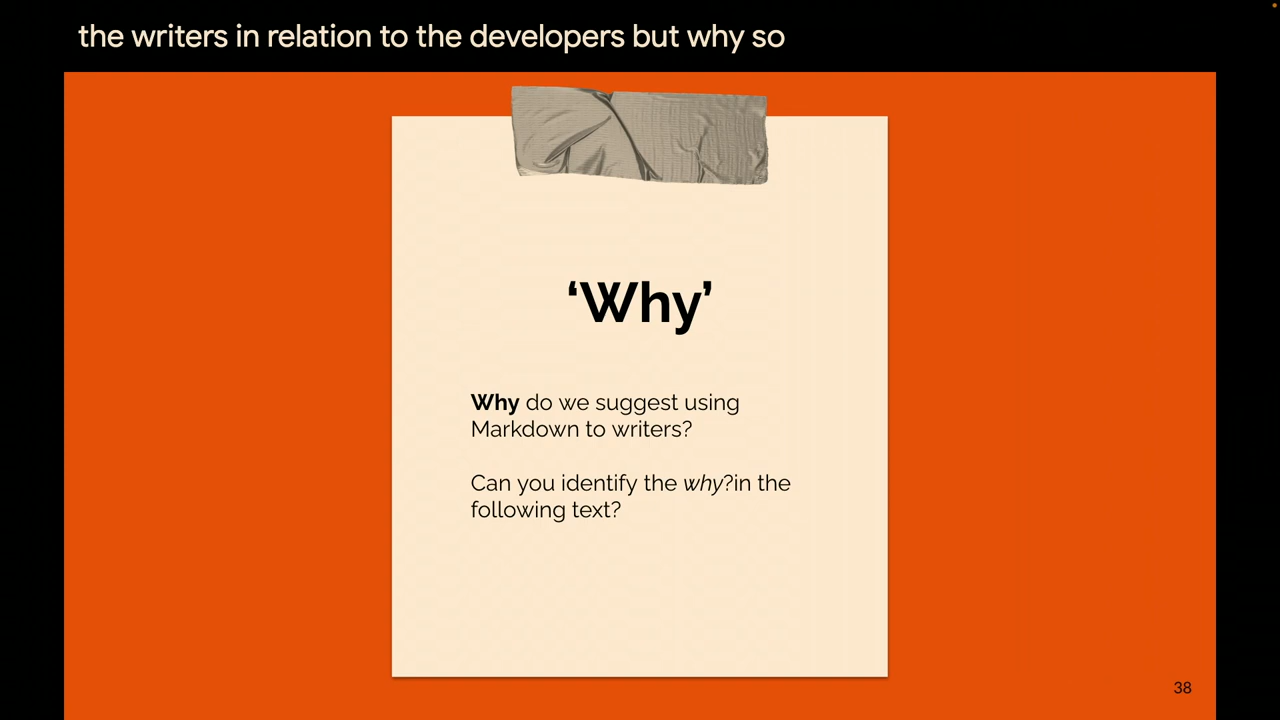 the writers in relation to the developers but why so
‘Why’
Why do we suggest using
Markdown to writers?
Can you identify the why?in the
following text?
38